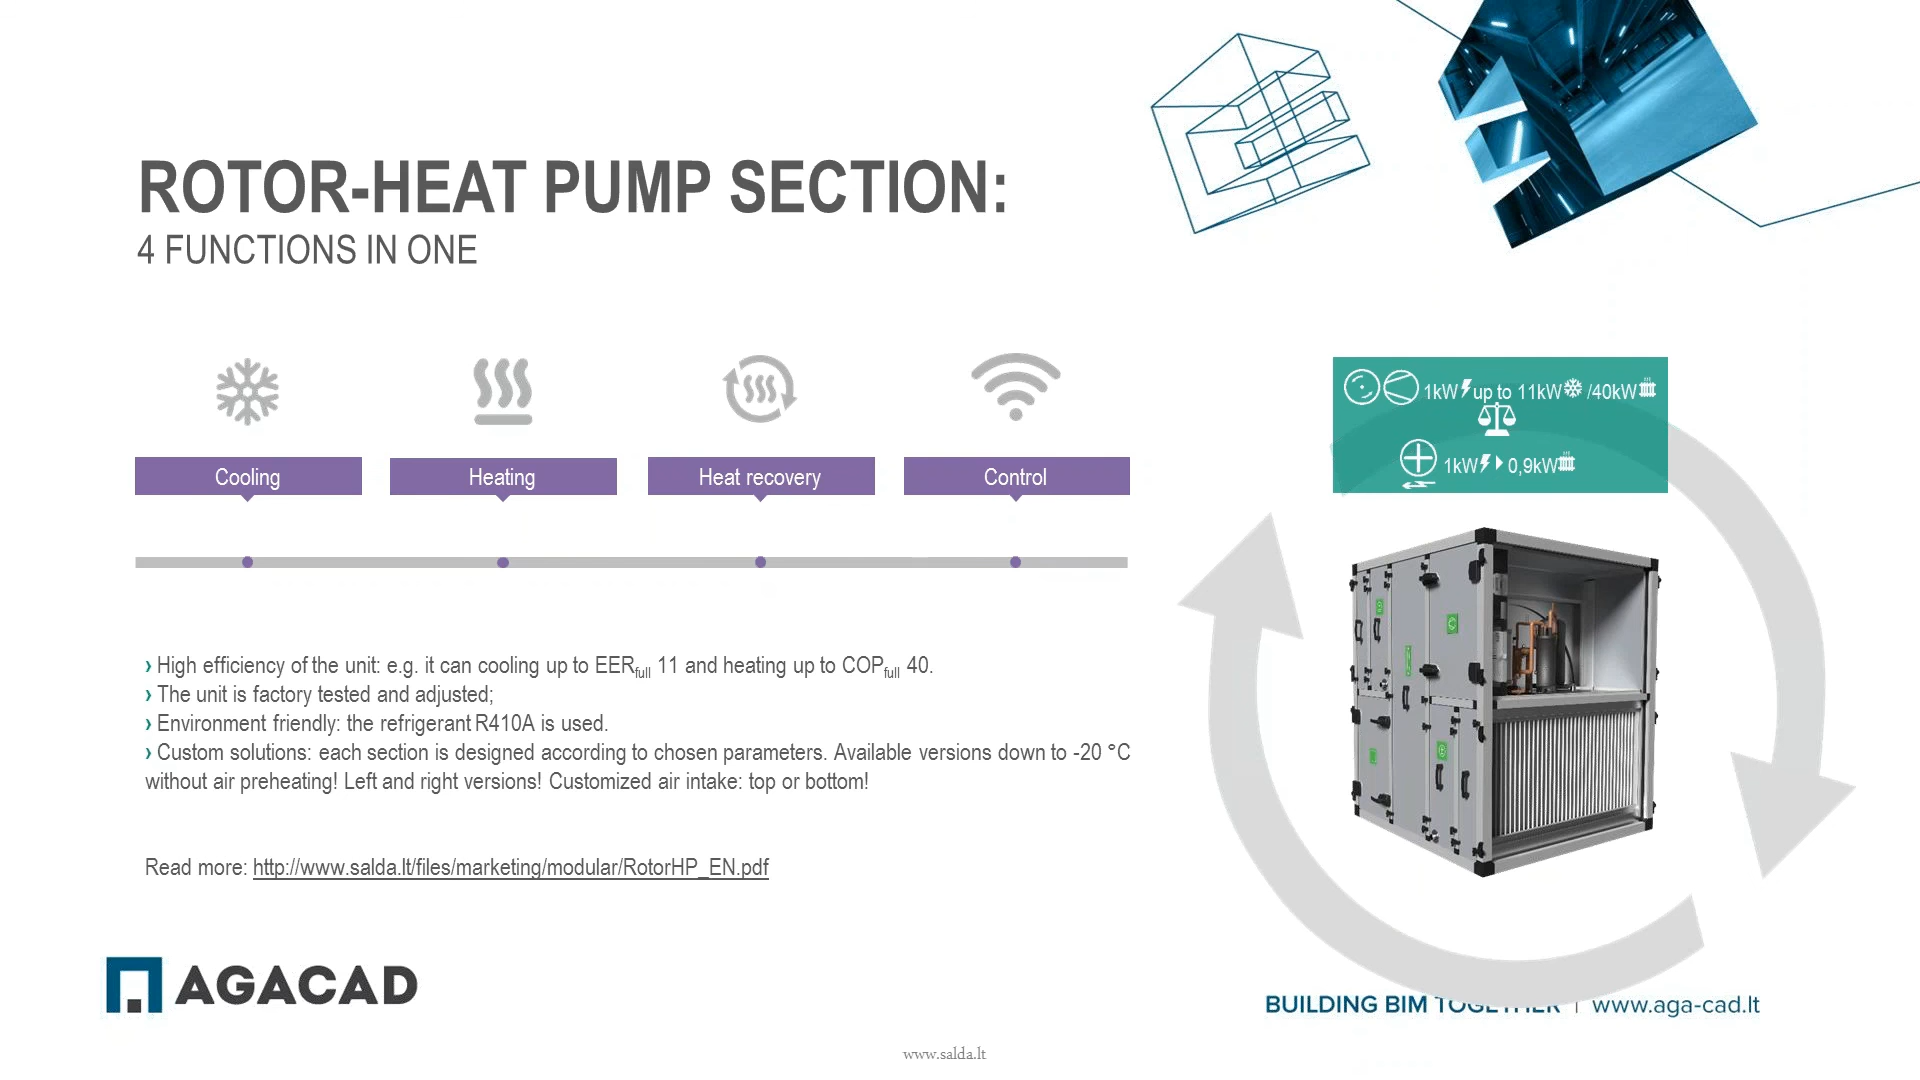 ROTOR-HEAT PUMP SECTION:
4 FUNCTIONS IN ONE
Cooling
Heating
Heat recovery
Control
1kW up to 11kW /40kW
1kW 0,9kW
› High efficiency of the unit: e.g. it can cooling up to EERfull 11 and heating up to COPfull 40.
› The unit is factory tested and adjusted;
› Environment friendly: the refrigerant R410A is used.
› Custom solutions: each section is designed according to chosen parameters. Available versions down to -20 °C
without air preheating! Left and right versions! Customized air intake: top or bottom!
Read more: http://www.salda.lt/files/marketing/modular/RotorHP_EN.pdf
AGACAD
BUILDING BIM TOGETHER | www.aga-cad.lt
www.salda.lt